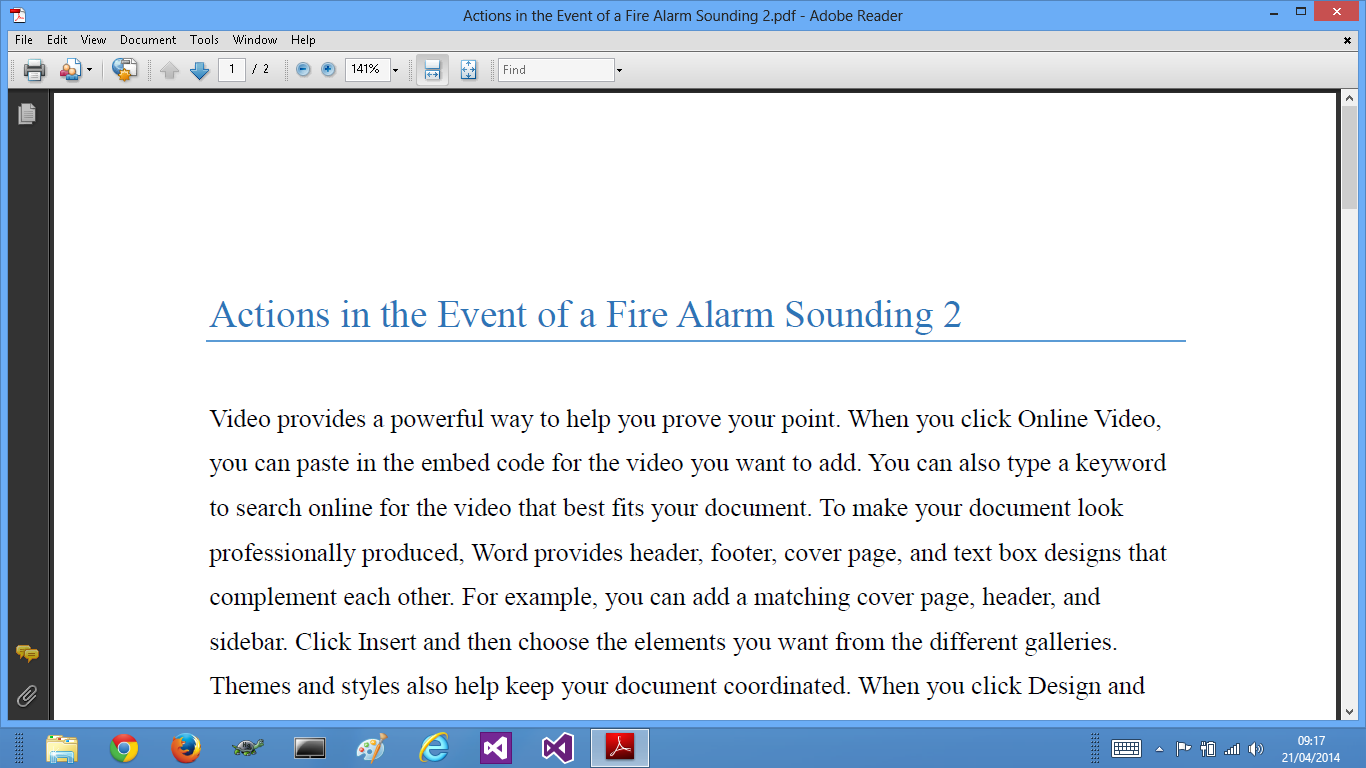 Actions in the Event of a Fire Alarm Sounding 2.pdf - Adobe Reader
File Edit View Document Tools Window Help
1 / 2 141% Find
Actions in the Event of a Fire Alarm Sounding 2
Video provides a powerful way to help you prove your point. When you click Online Video,
you can paste in the embed code for the video you want to add. You can also type a keyword
to search online for the video that best fits your document. To make your document look
professionally produced, Word provides header, footer, cover page, and text box designs that
complement each other. For example, you can add a matching cover page, header, and
sidebar. Click Insert and then choose the elements you want from the different galleries.
Themes and styles also help keep your document coordinated. When you click Design and
09:17
21/04/2014